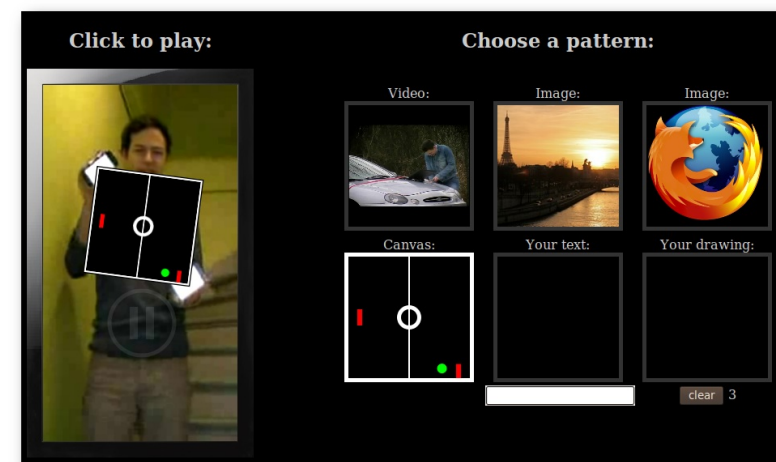 Click to play:
Choose a pattern:
Video:
Image:
Image:
Canvas:
Your text:
Your drawing:
clear 3